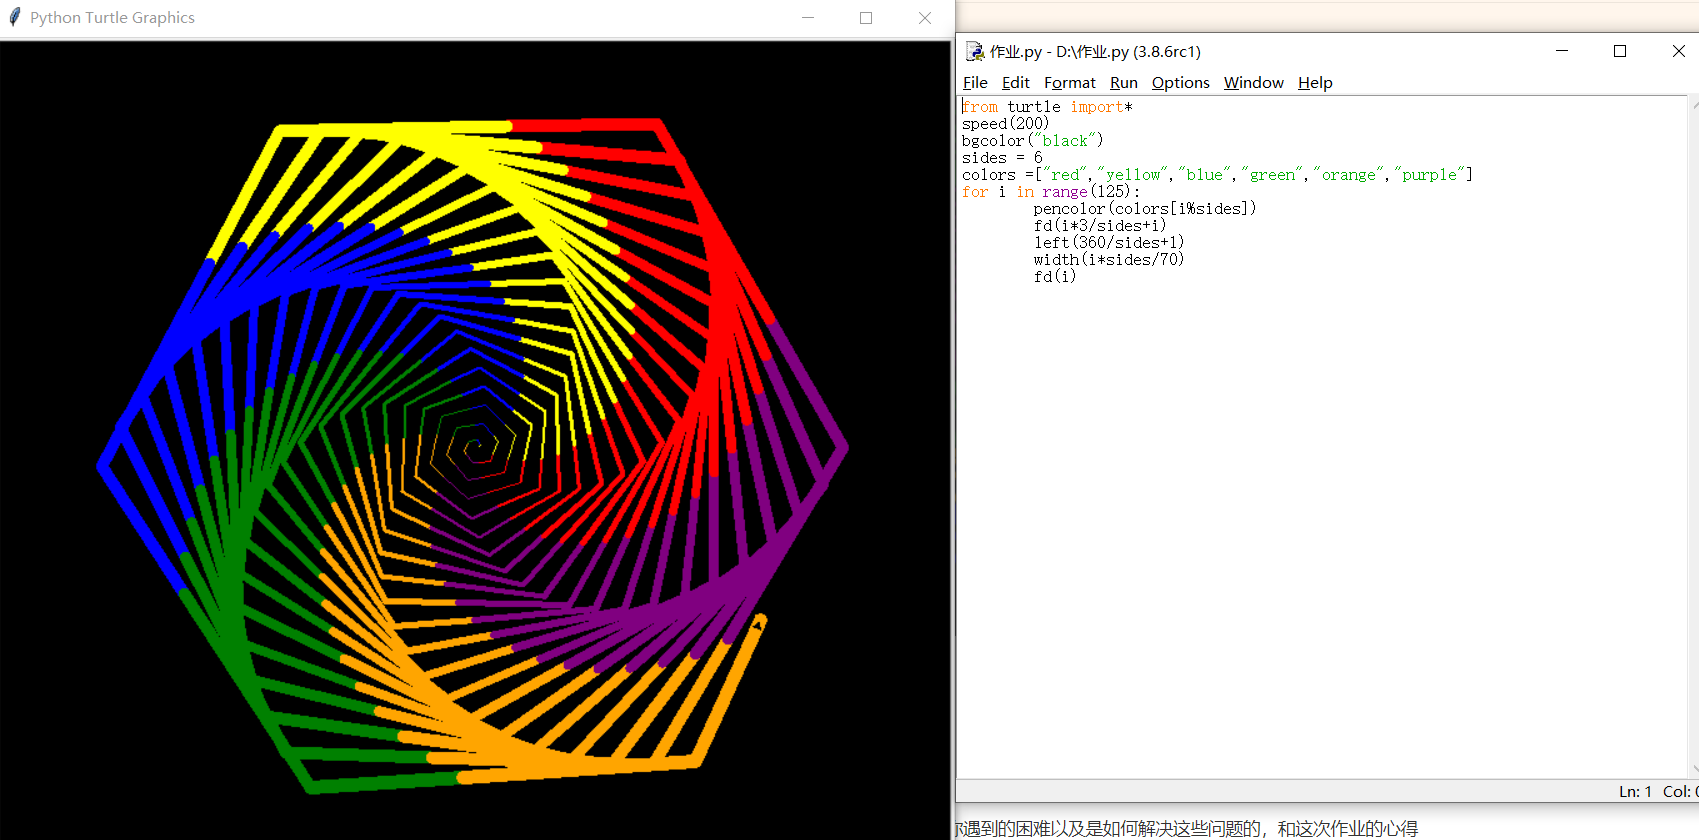 Python Turtle Graphics
作业.py - D:\作业.py (3.8.6rc1)
File Edit Format Run Options Window Help
from turtle import*
speed(200)
bgcolor("black")
sides = 6
colors =["red","yellow","blue","green","orange","purple"]
for i in range(125):
        pencolor(colors[i%sides])
        fd(i*3/sides+i)
        left(360/sides+1)
        width(i*sides/70)
        fd(i)
Ln: 1 Col: 0
遇到的困难以及是如何解决这些问题的，和这次作业的心得